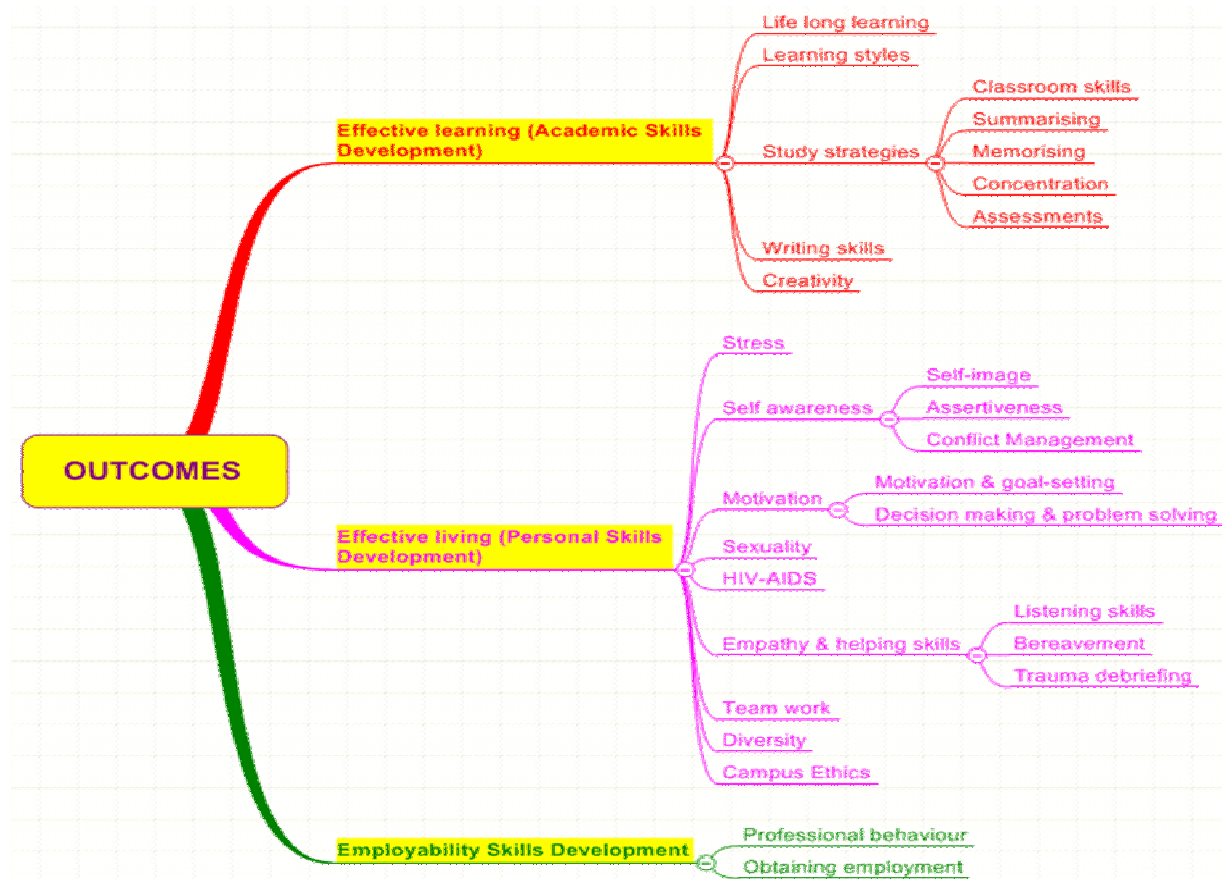 Life long learning
Learning styles
Effective learning (Academic Skills
Development)
Study strategies
Classroom skills
Summarising
Memorising
Concentration
Assessments
Writing skills
Creativity
OUTCOMES
Effective living (Personal Skills
Development)
Stress
Self awareness
Self-image
Assertiveness
Conflict Management
Motivation
Motivation & goal-setting
Decision making & problem solving
Sexuality
HIV-AIDS
Empathy & helping skills
Listening skills
Bereavement
Trauma debriefing
Team work
Diversity
Campus Ethics
Employability Skills Development
Professional behaviour
Obtaining employment